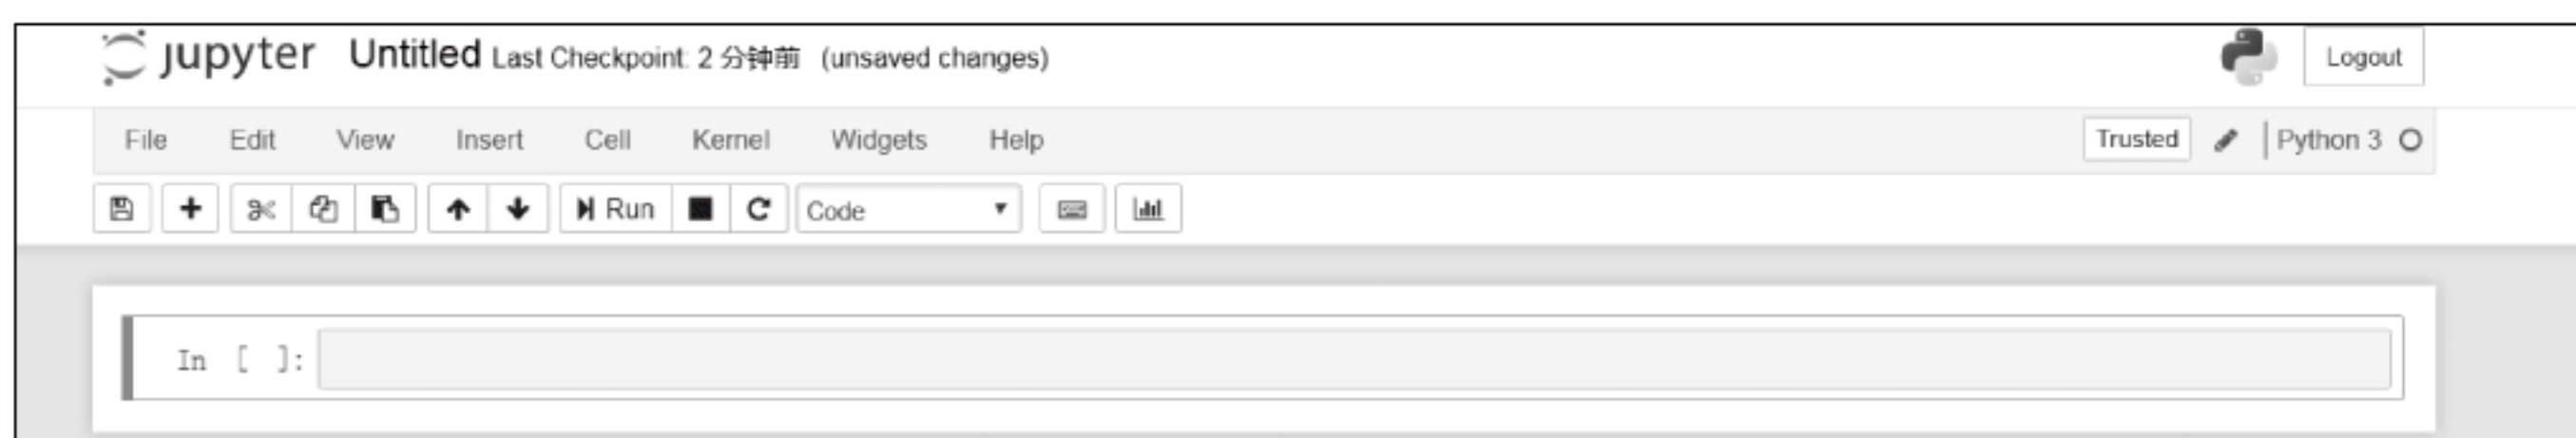 jupyter Untitled Last Checkpoint: 2 分钟前 (unsaved changes) Logout
File Edit View Insert Cell Kernel Widgets Help Trusted Python 3
Run Code
In [ ]: